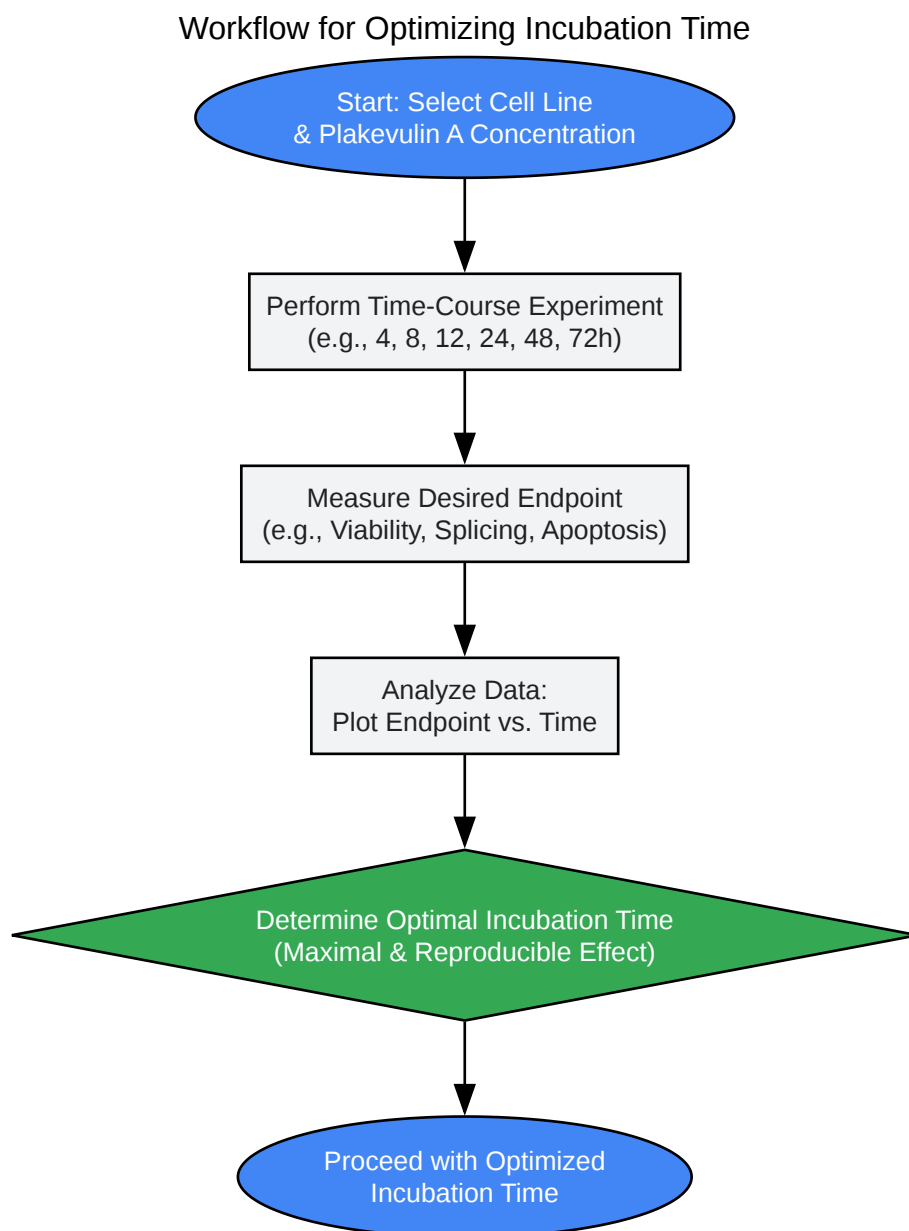 Workflow for Optimizing Incubation Time
Start: Select Cell Line
& Plakevulin A Concentration
Perform Time-Course Experiment
(e.g., 4, 8, 12, 24, 48, 72h)
Measure Desired Endpoint
(e.g., Viability, Splicing, Apoptosis)
Analyze Data:
Plot Endpoint vs. Time
Determine Optimal Incubation Time
(Maximal & Reproducible Effect)
Proceed with Optimized
Incubation Time